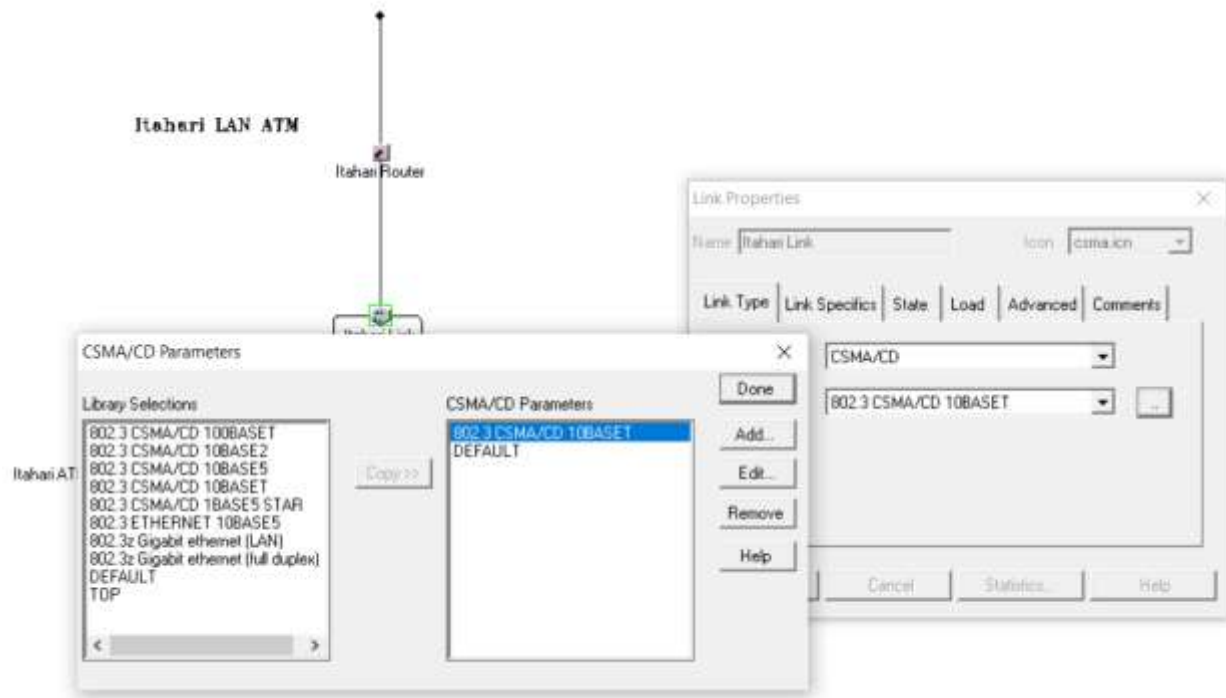 Itahari LAN ATM
Itahari Router
Link Properties
Name Itahari Link Icon csma.icn
Link Type Link Specifics State Load Advanced Comments
CSMA/CD
802.3 CSMA/CD 10BASET ..
Cancel Statistics... Help
Itahari Link
Itahari AT
CSMA/CD Parameters
Library Selections
802.3 CSMA/CD 100BASET
802.3 CSMA/CD 10BASE2
802.3 CSMA/CD 10BASE5
802.3 CSMA/CD 10BASET
802.3 CSMA/CD 1BASE5 STAR
802.3 ETHERNET 10BASE5
802.3z Gigabit ethernet (LAN)
802.3z Gigabit ethernet (full duplex)
DEFAULT
TOP
Copy >>
CSMA/CD Parameters
802.3 CSMA/CD 10BASET
DEFAULT
Done
Add...
Edit...
Remove
Help